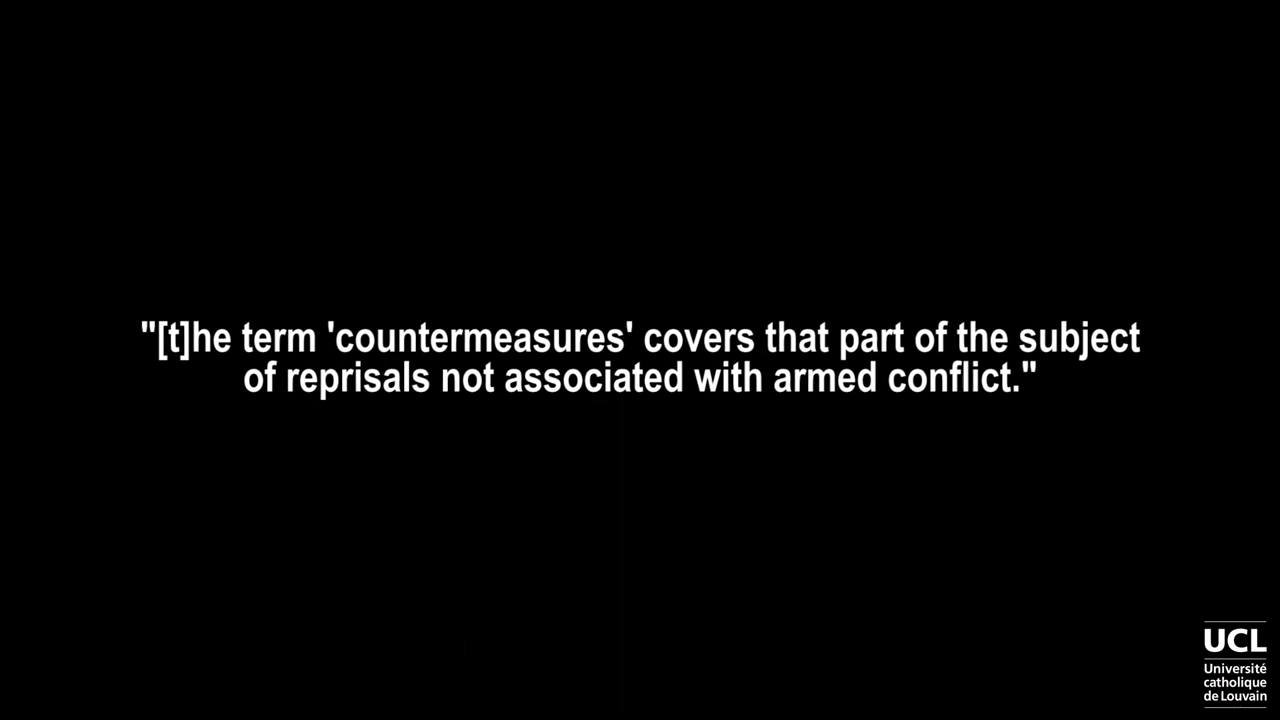 "[t]he term 'countermeasures' covers that part of the subject
of reprisals not associated with armed conflict."
UCL
Université
catholique
de Louvain